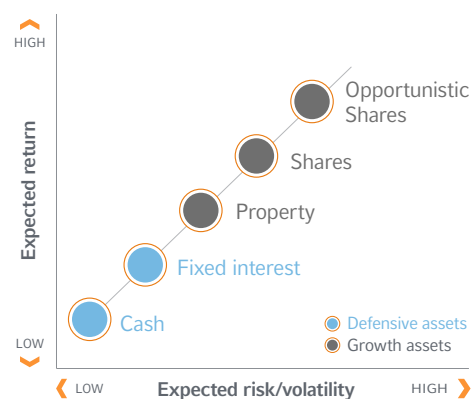 HIGH
Expected return
LOW
Opportunistic
Shares
Shares
Property
Fixed interest
Cash
Defensive assets
Growth assets
LOW
Expected risk/volatility
HIGH